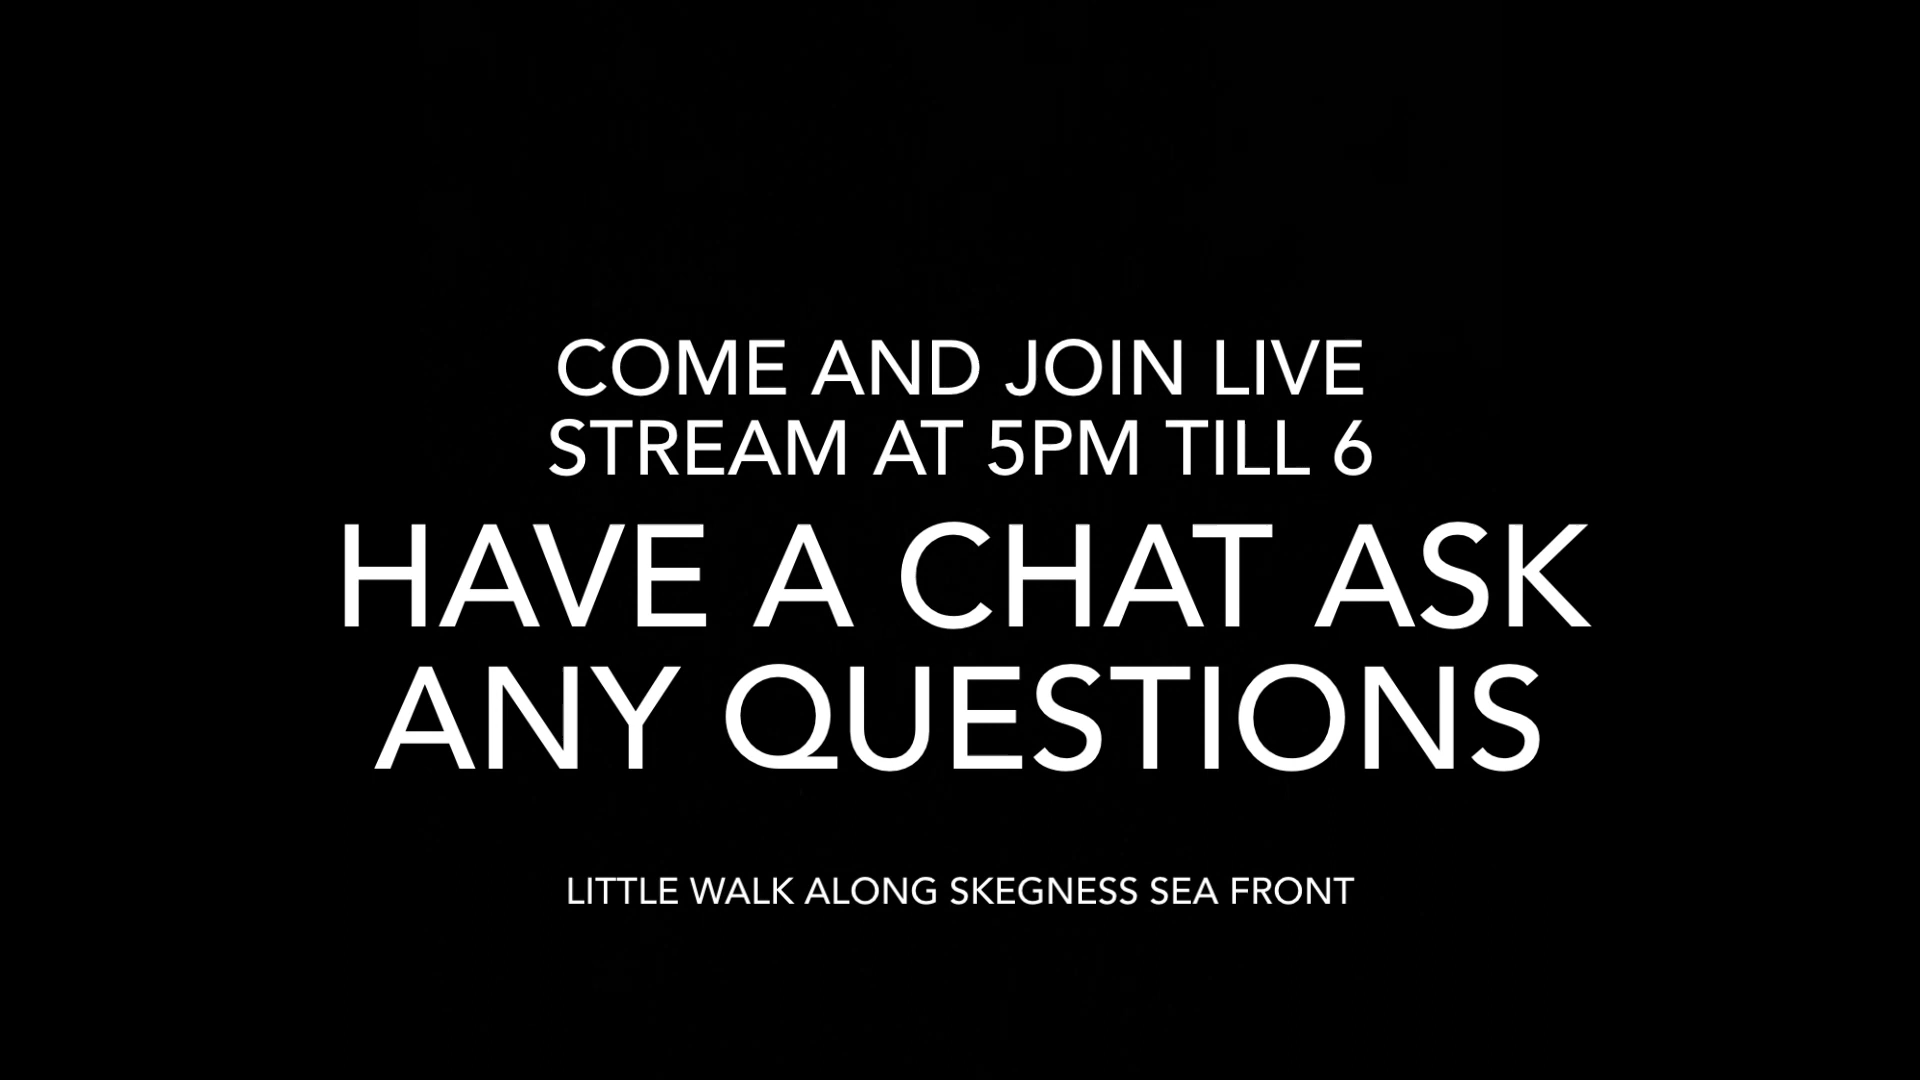 COME AND JOIN LIVE
STREAM AT 5PM TILL 6
HAVE A CHAT ASK
ANY QUESTIONS
LITTLE WALK ALONG SKEGNESS SEA FRONT